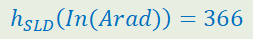 h_SLD(In(Arad)) = 366